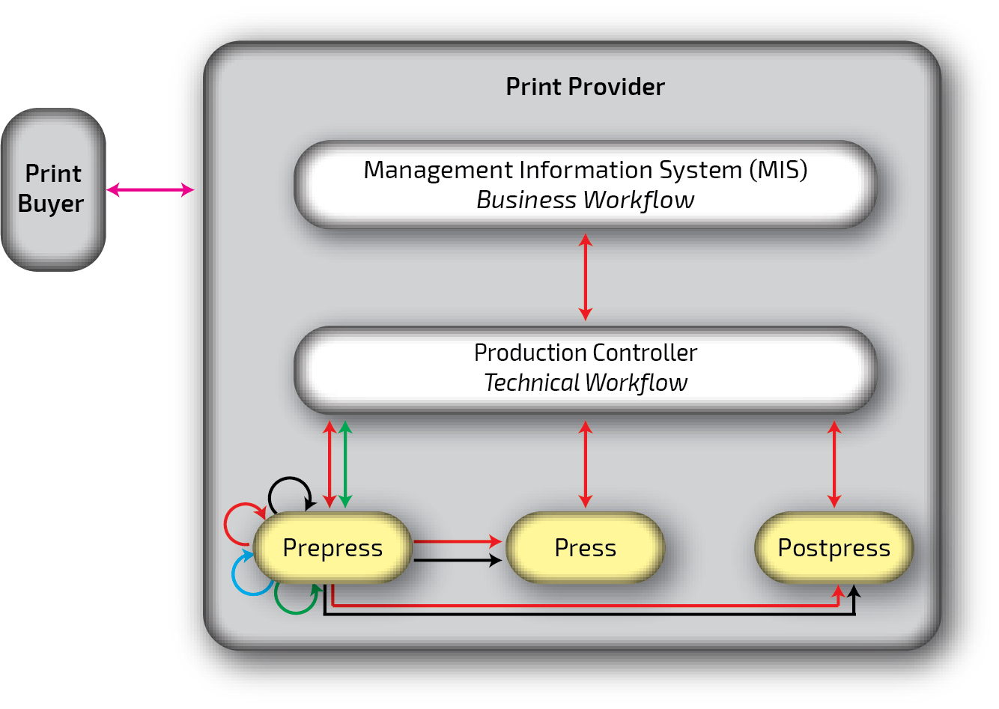 Print Provider
Print
Buyer
Management Information System (MIS)
Business Workflow
Production Controller
Technical Workflow
Prepress
Press
Postpress